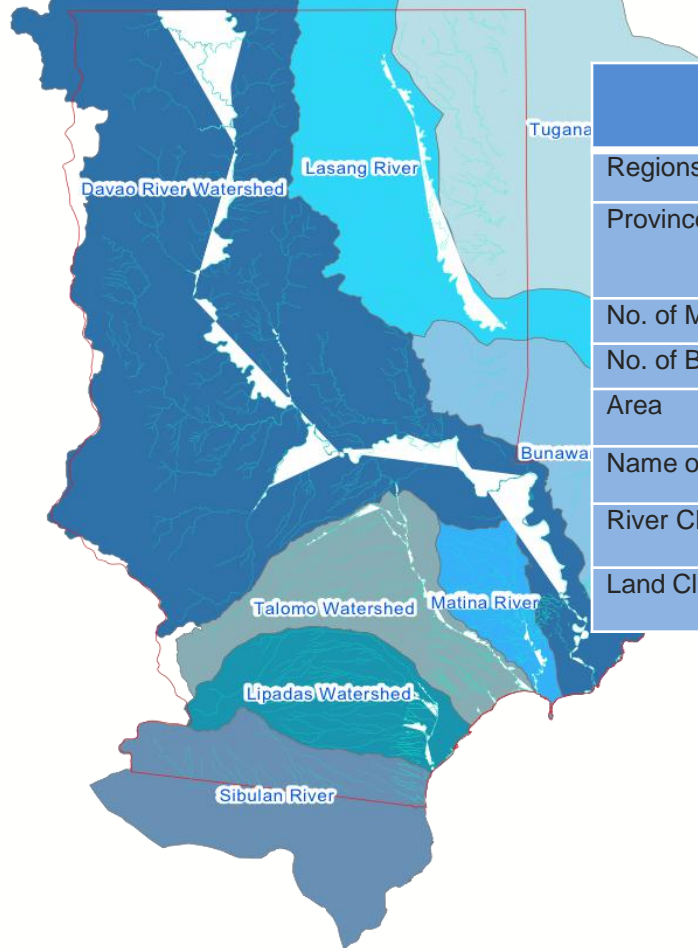 Tugana
Lasang River
Davao River Watershed
Bunawa
Talomo Watershed
Matina River
Lipadas Watershed
Sibulan River
Regions
Province
No. of M
No. of B
Area
Name o
River Cl
Land Cl